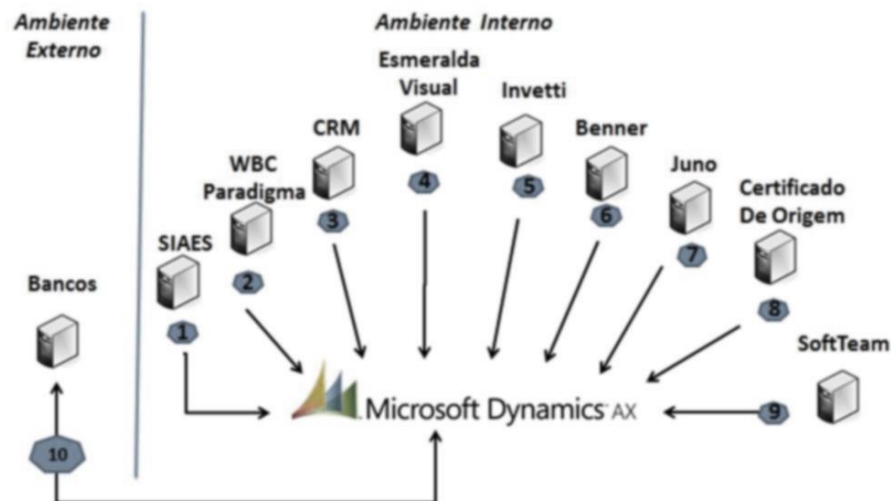 Ambiente
Externo
Ambiente Interno
Esmeralda
Visual
Invetti
CRM
Benner
WBC
Paradigma
Juno
Certificado
De Origem
SIAES
Bancos
SoftTeam
1
2
3
4
5
6
7
8
9
10
Microsoft Dynamics AX